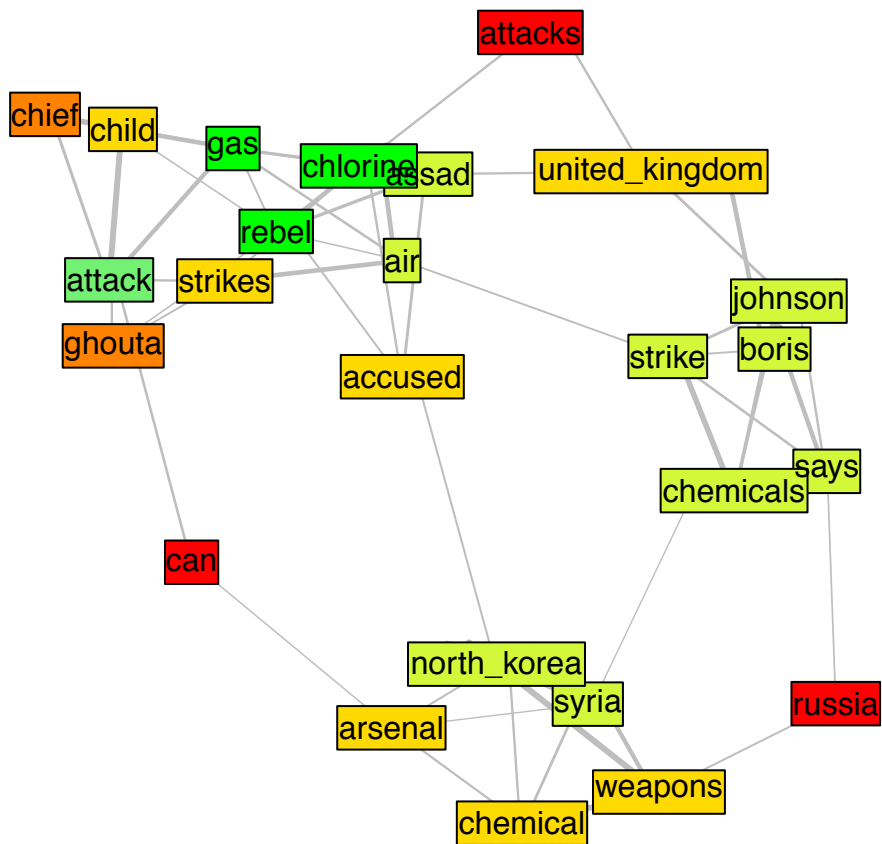 attacks
chief
child
gas
chlorine
assad
united_kingdom
rebel
air
attack
strikes
johnson
ghouta
strike
boris
accused
says
chemicals
can
north_korea
syria
russia
arsenal
weapons
chemical